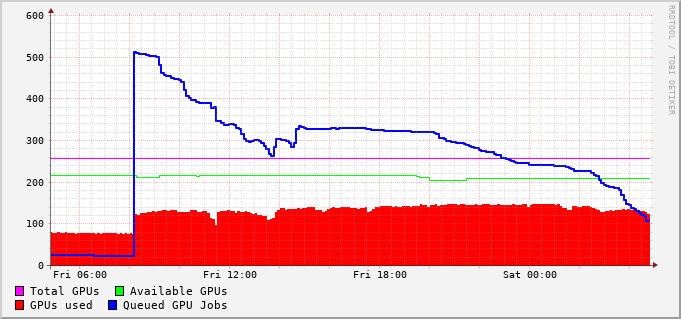 600
500
400
300
200
100
0
Fri 06:00 Fri 12:00 Fri 18:00 Sat 00:00
Total GPUs Available GPUs
GPUs used Queued GPU Jobs
RRDTOOL / TOBI OETIKER